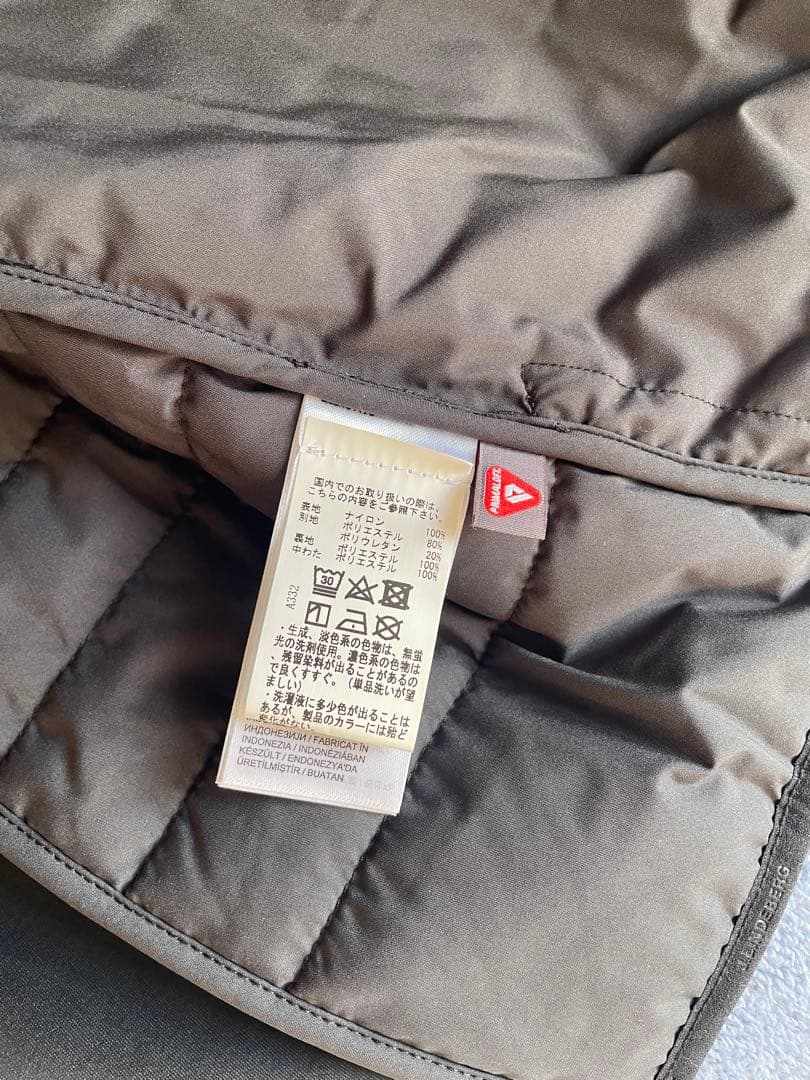 国内でのお取り扱いの際は、
こちらの内容をご参照下さい。
表地 ナイロン 100%
別地 ポリエステル 80%
ポリウレタン 20%
裏地 ポリエステル 100%
中わた ポリエステル 100%
30
A332
・生成、淡色系の色物は、無蛍
光の洗剤使用。濃色系の色物は
、残留染料が出ることがあるの
で良くすすぐ。（単品洗いが望
ましい）
・洗濯液に多少色が出ることは
あるが、製品のカラーには殆ど
変化がない。
ИНДОНЕЗИЈИ / FABRICAT ÎN
INDONEZIA / INDONÉZIÁBAN
KÉSZÜLT / ENDONEZYA'DA
ÜRETİLMİŞTİR / BUATAN
PRIMALOFT
LINDEBERG